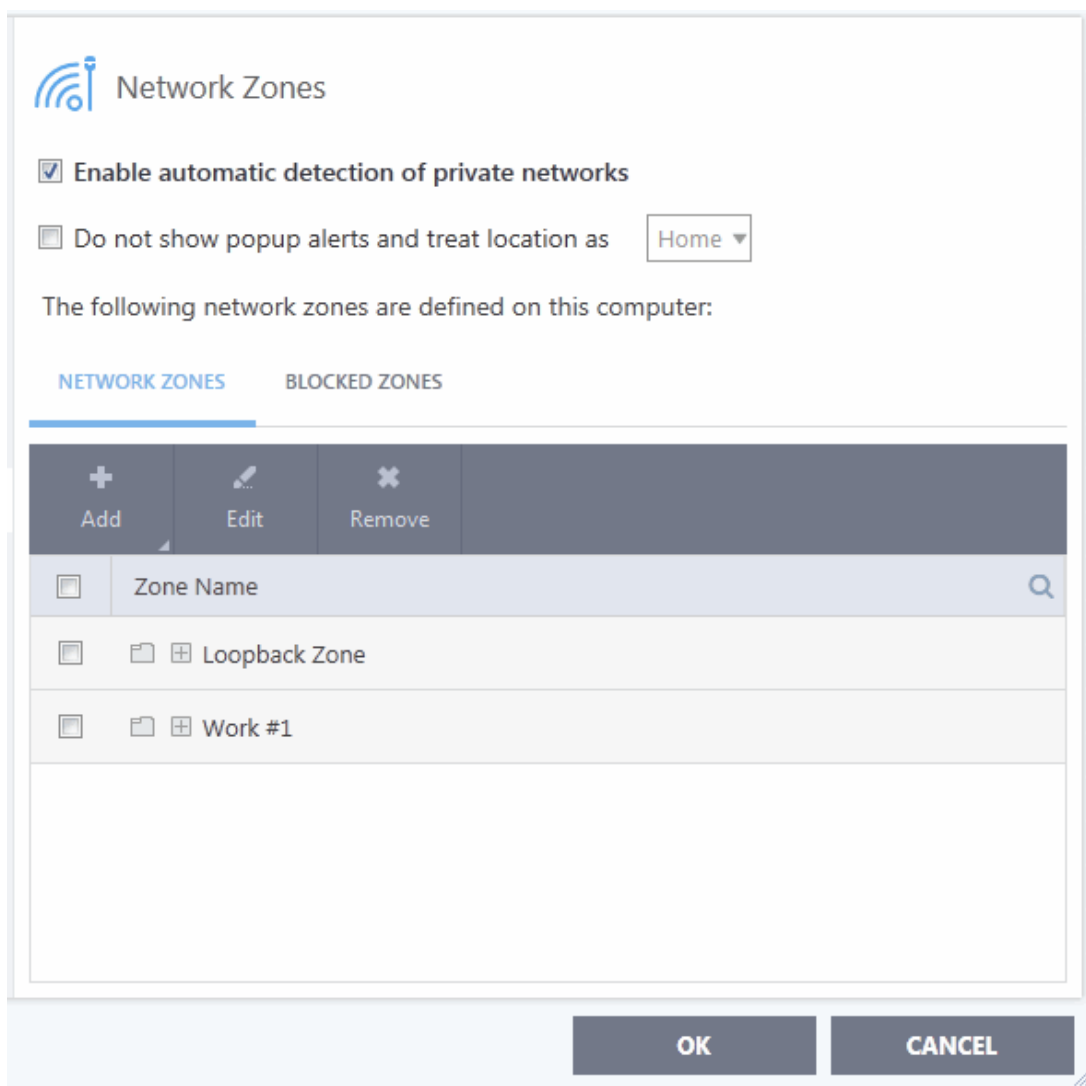 Network Zones
Enable automatic detection of private networks
Do not show popup alerts and treat location as Home
The following network zones are defined on this computer:
NETWORK ZONES BLOCKED ZONES
Add Edit Remove
Zone Name
Loopback Zone
Work #1
OK CANCEL